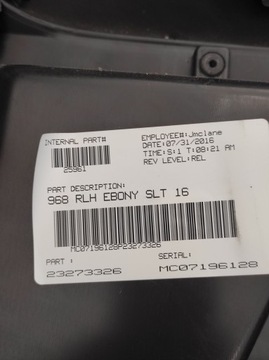 INTERNAL PART#
25961
EMPLOYEE#:Jmclane
DATE:07/31/2016
TIME:S:1 T:08:21 AM
REV LEVEL:REL
PART DESCRIPTION:
968 RLH EBONY SLT 16
MC07196128P23273326
PART :
23273326
SERIAL:
MC07196128